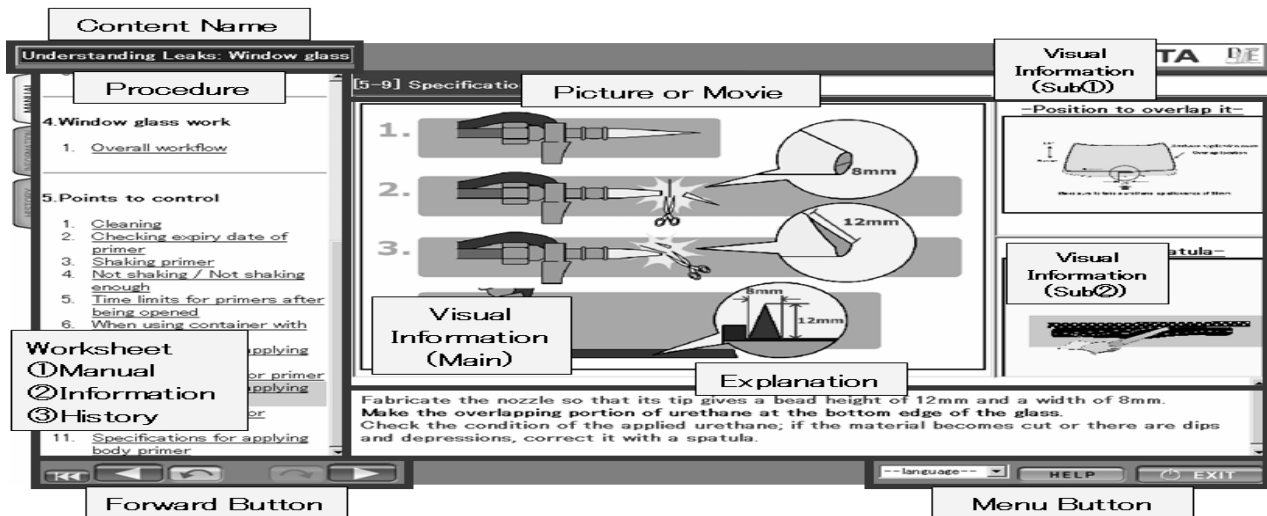 Content Name
Understanding Leaks: Window glass
Procedure
4.Window glass work
1. Overall workflow
5.Points to control
1. Cleaning
2. Checking expiry date of
primer
3. Shaking primer
4. Not shaking / Not shaking
enough
5. Time limits for primers after
being opened
6. When using container with
applying
or primer
applying
or
11. Specifications for applying
body primer
Worksheet
①Manual
②Information
③History
HISTORY
[5-9] Specificatio
Picture or Movie
1.
2.
8mm
3.
12mm
8mm
12mm
Visual
Information
(Main)
Explanation
Fabricate the nozzle so that its tip gives a bead height of 12mm and a width of 8mm.
Make the overlapping portion of urethane at the bottom edge of the glass.
Check the condition of the applied urethane; if the material becomes cut or there are dips
and depressions, correct it with a spatula.
Visual
Information
(Sub①)
TA
-Position to overlap it-
Visual
Information
(Sub②)
atula-
--language--
HELP
EXIT
Forward Button
Menu Button